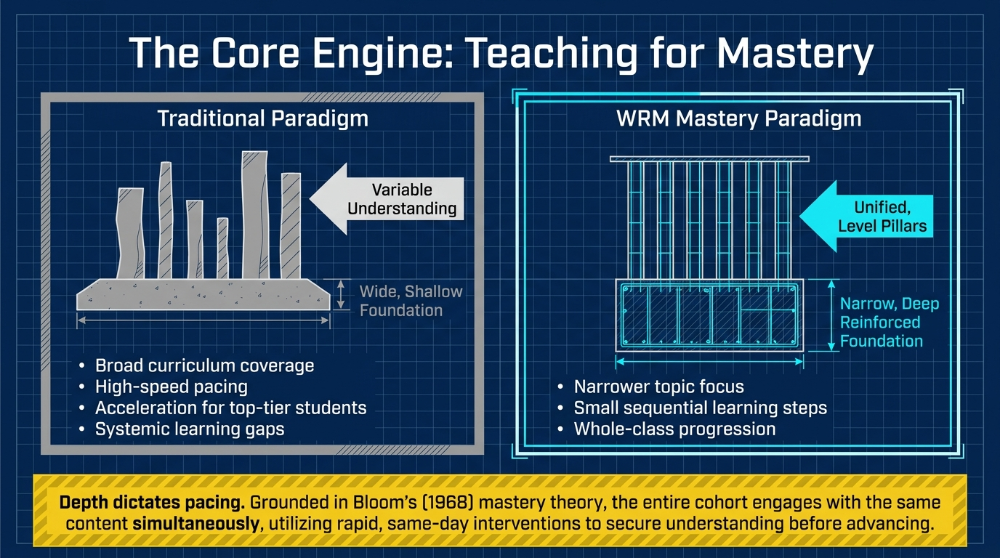 The Core Engine: Teaching for Mastery
Traditional Paradigm
Variable
Understanding
Wide, Shallow
Foundation
• Broad curriculum coverage
• High-speed pacing
• Acceleration for top-tier students
• Systemic learning gaps
WRM Mastery Paradigm
Unified,
Level Pillars
Narrow, Deep
Reinforced
Foundation
• Narrower topic focus
• Small sequential learning steps
• Whole-class progression
Depth dictates pacing. Grounded in Bloom's (1968) mastery theory, the entire cohort engages with the same
content simultaneously, utilizing rapid, same-day interventions to secure understanding before advancing.